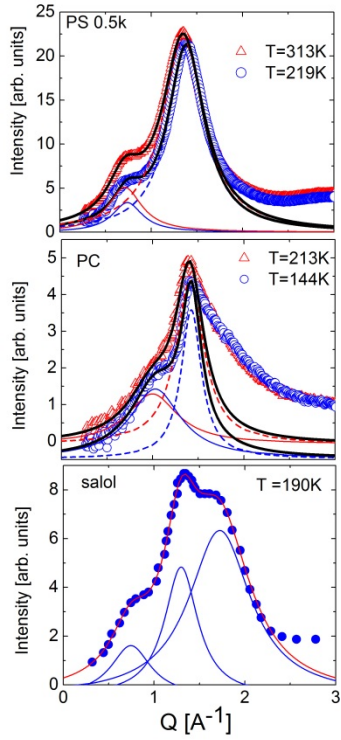 PS 0.5k
T=313K
T=219K
Intensity [arb. units]
25
20
15
10
5
0
PC
T=213K
T=144K
Intensity [arb. units]
5
4
3
2
1
0
salol
T =190K
Intensity [arb. units]
8
6
4
2
0
0 1 2 3
Q [A⁻¹]